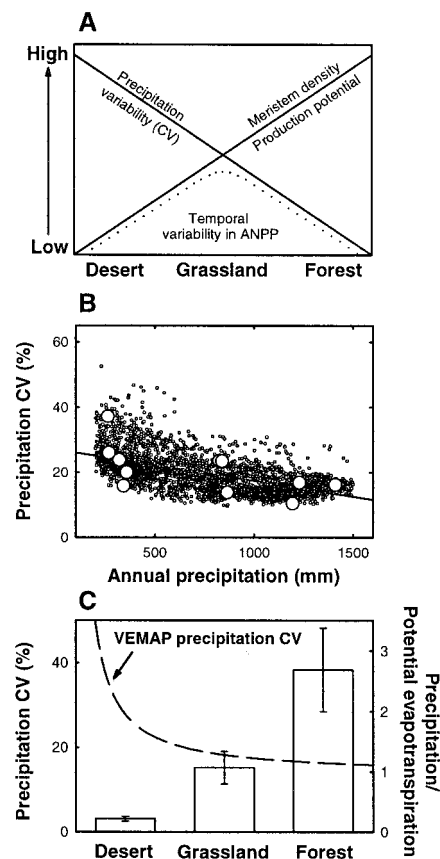 A
High
Low
Precipitation
variability (CV)
Meristem density
Production potential
Temporal
variability in ANPP
Desert Grassland Forest
B
Precipitation CV (%)
60
40
20
0
500 1000 1500
Annual precipitation (mm)
C
Precipitation CV (%)
40
20
0
VEMAP precipitation CV
3
2
1
0
Precipitation/
Potential evapotranspiration
Desert Grassland Forest